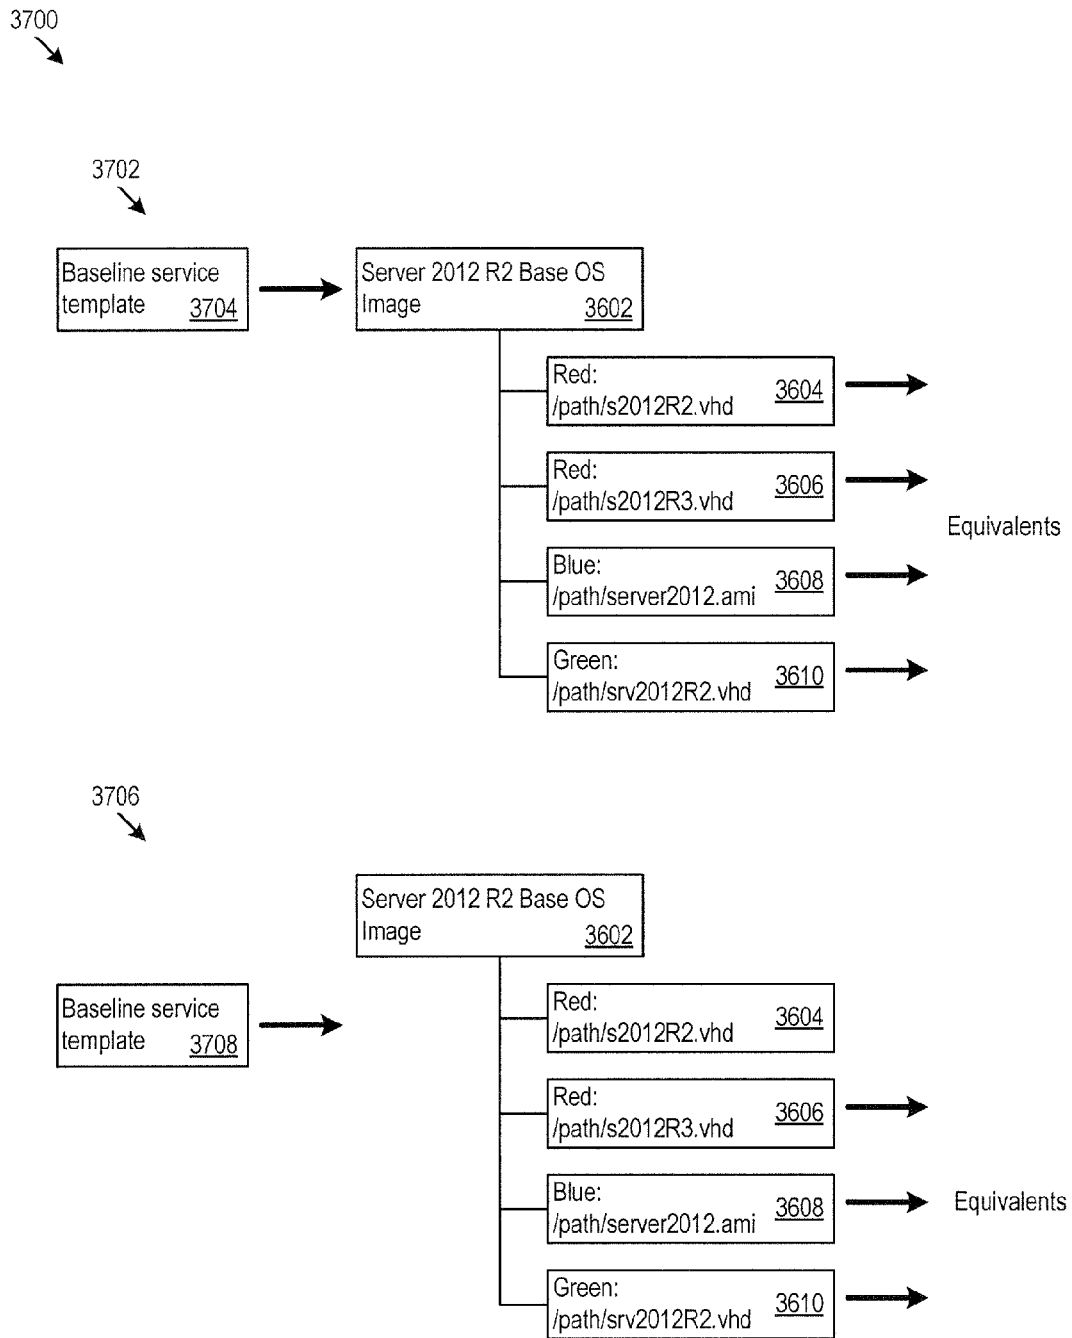 3700
3702
Baseline service
template 3704
Server 2012 R2 Base OS
Image 3602
Red:
/path/s2012R2.vhd 3604
Red:
/path/s2012R3.vhd 3606
Equivalents
Blue:
/path/server2012.ami 3608
Green:
/path/srv2012R2.vhd 3610
3706
Server 2012 R2 Base OS
Image 3602
Baseline service
template 3708
Red:
/path/s2012R2.vhd 3604
Red:
/path/s2012R3.vhd 3606
Blue:
/path/server2012.ami 3608
Equivalents
Green:
/path/srv2012R2.vhd 3610